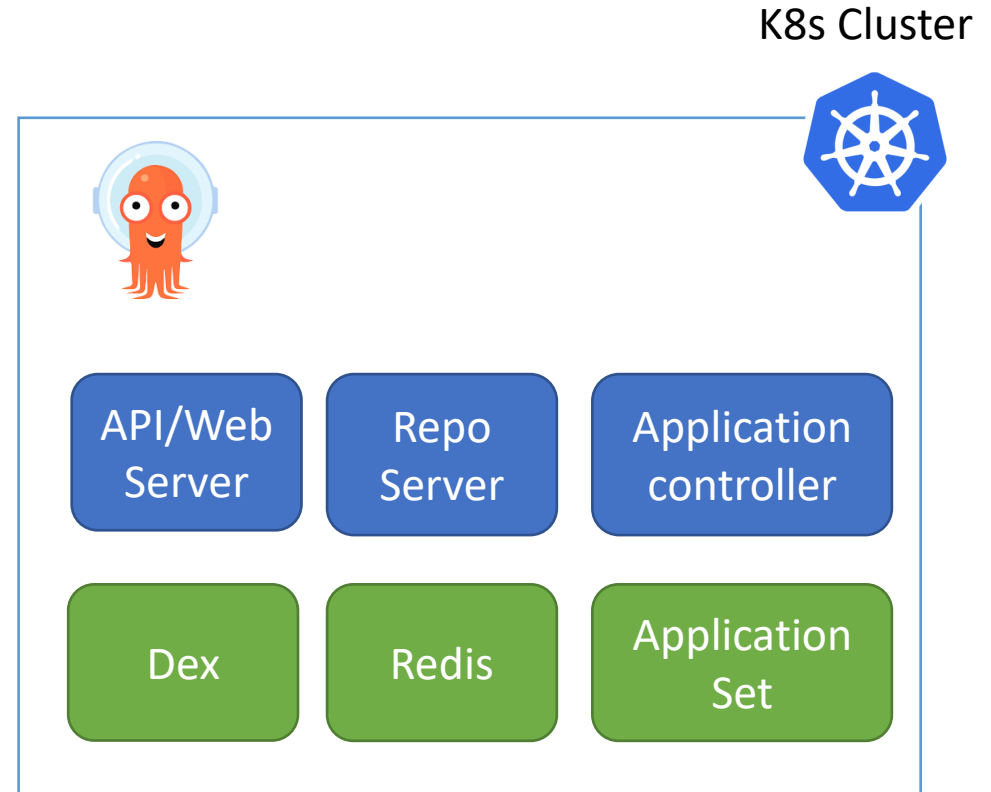 K8s Cluster
API/Web
Server
Repo
Server
Application
controller
Dex
Redis
Application
Set